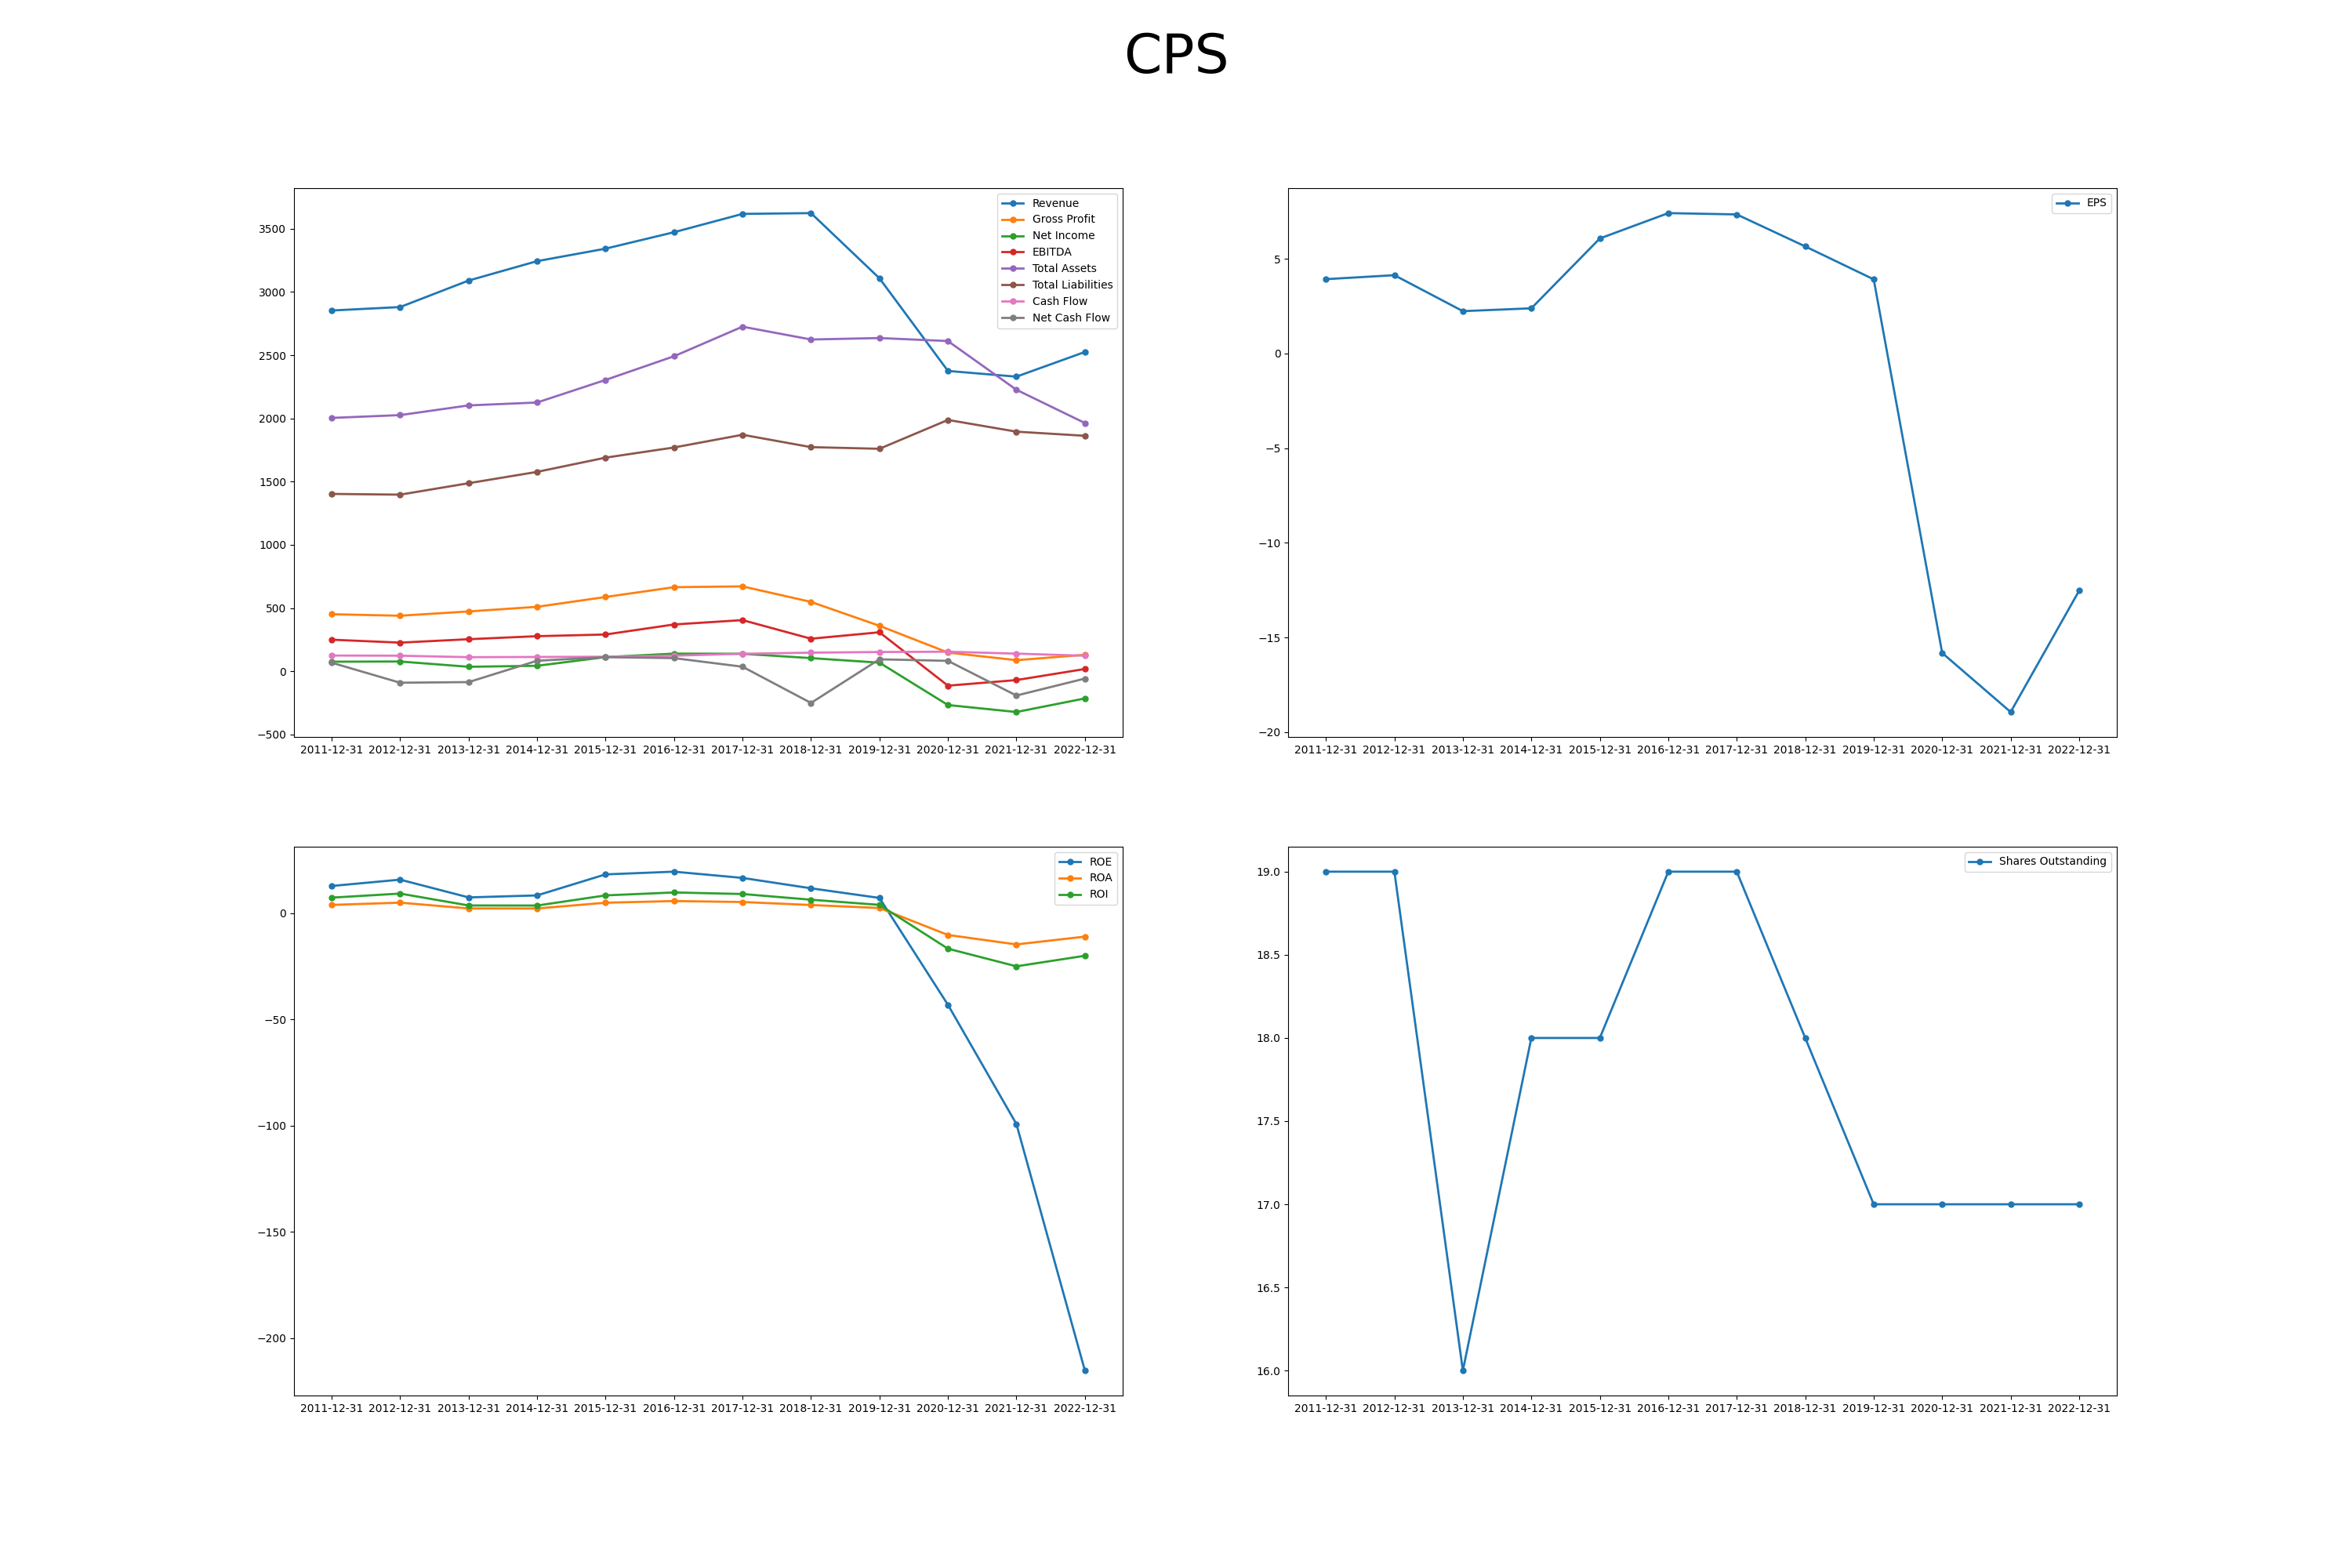 CPS
3500
3000
2500
2000
1500
1000
500
0
−500
Revenue
Gross Profit
Net Income
EBITDA
Total Assets
Total Liabilities
Cash Flow
Net Cash Flow
2011-12-31 2012-12-31 2013-12-31 2014-12-31 2015-12-31 2016-12-31 2017-12-31 2018-12-31 2019-12-31 2020-12-31 2021-12-31 2022-12-31
5
0
−5
−10
−15
−20
EPS
2011-12-31 2012-12-31 2013-12-31 2014-12-31 2015-12-31 2016-12-31 2017-12-31 2018-12-31 2019-12-31 2020-12-31 2021-12-31 2022-12-31
0
−50
−100
−150
−200
ROE
ROA
ROI
2011-12-31 2012-12-31 2013-12-31 2014-12-31 2015-12-31 2016-12-31 2017-12-31 2018-12-31 2019-12-31 2020-12-31 2021-12-31 2022-12-31
19.0
18.5
18.0
17.5
17.0
16.5
16.0
Shares Outstanding
2011-12-31 2012-12-31 2013-12-31 2014-12-31 2015-12-31 2016-12-31 2017-12-31 2018-12-31 2019-12-31 2020-12-31 2021-12-31 2022-12-31